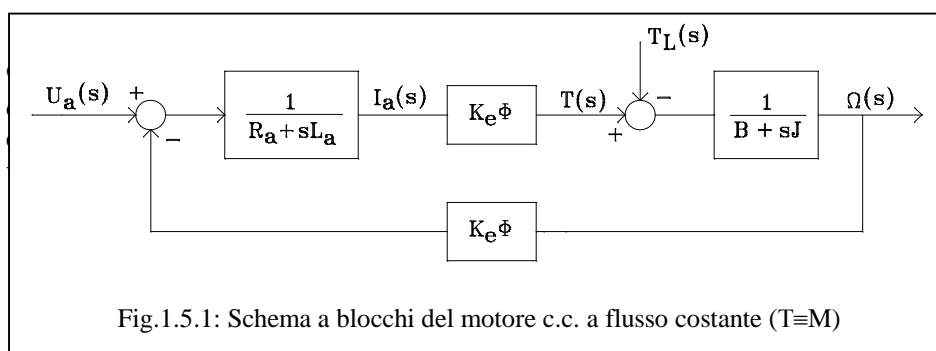 T_L(s)
U_a(s) + 1 I_a(s) K_eΦ T(s) − 1 Ω(s)
R_a+sL_a + B + sJ
−
K_eΦ
Fig.1.5.1: Schema a blocchi del motore c.c. a flusso costante (T≡M)